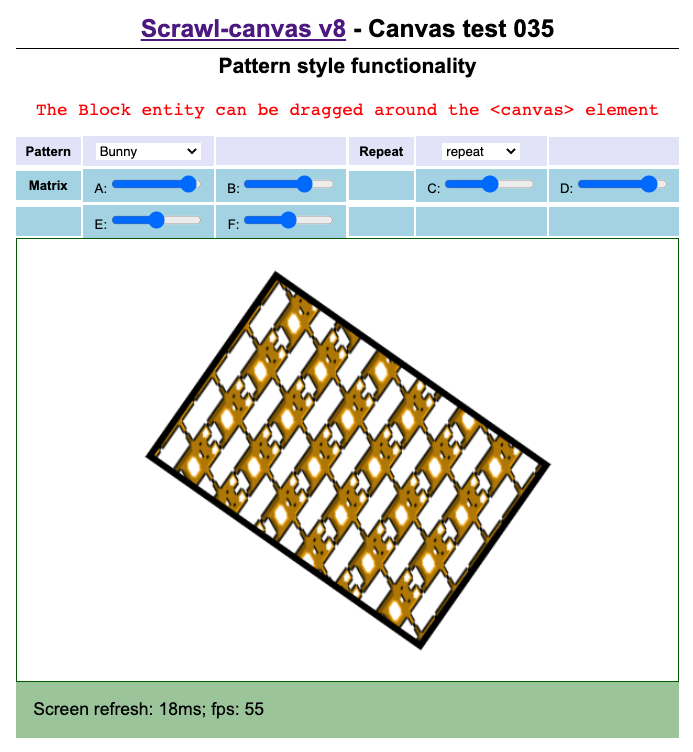 Scrawl-canvas v8 - Canvas test 035
Pattern style functionality
The Block entity can be dragged around the <canvas> element
Pattern Bunny Repeat repeat
Matrix A: B: C: D:
E: F:
Screen refresh: 18ms; fps: 55